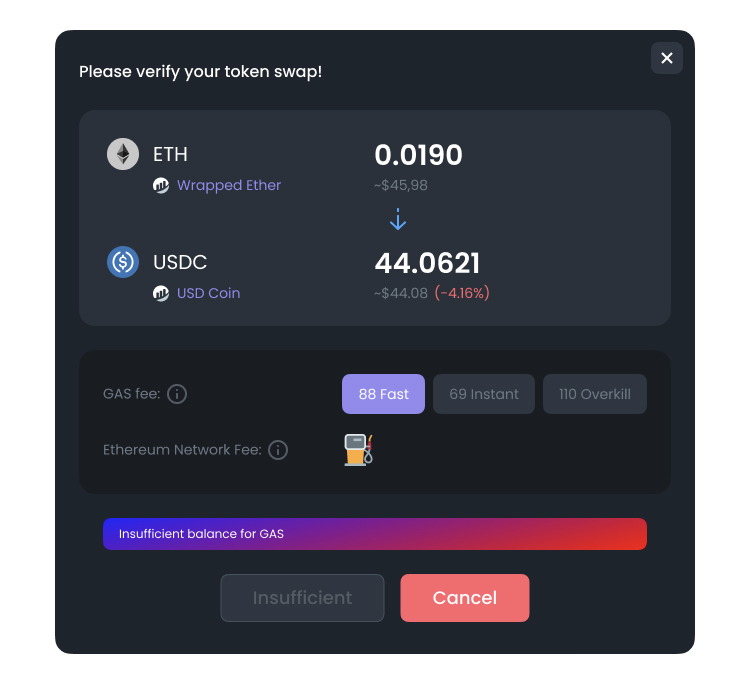 Please verify your token swap!
ETH 0.0190
Wrapped Ether ~$45,98
USDC 44.0621
USD Coin ~$44.08 (-4.16%)
GAS fee: 88 Fast 69 Instant 110 Overkill
Ethereum Network Fee:
Insufficient balance for GAS
Insufficient Cancel